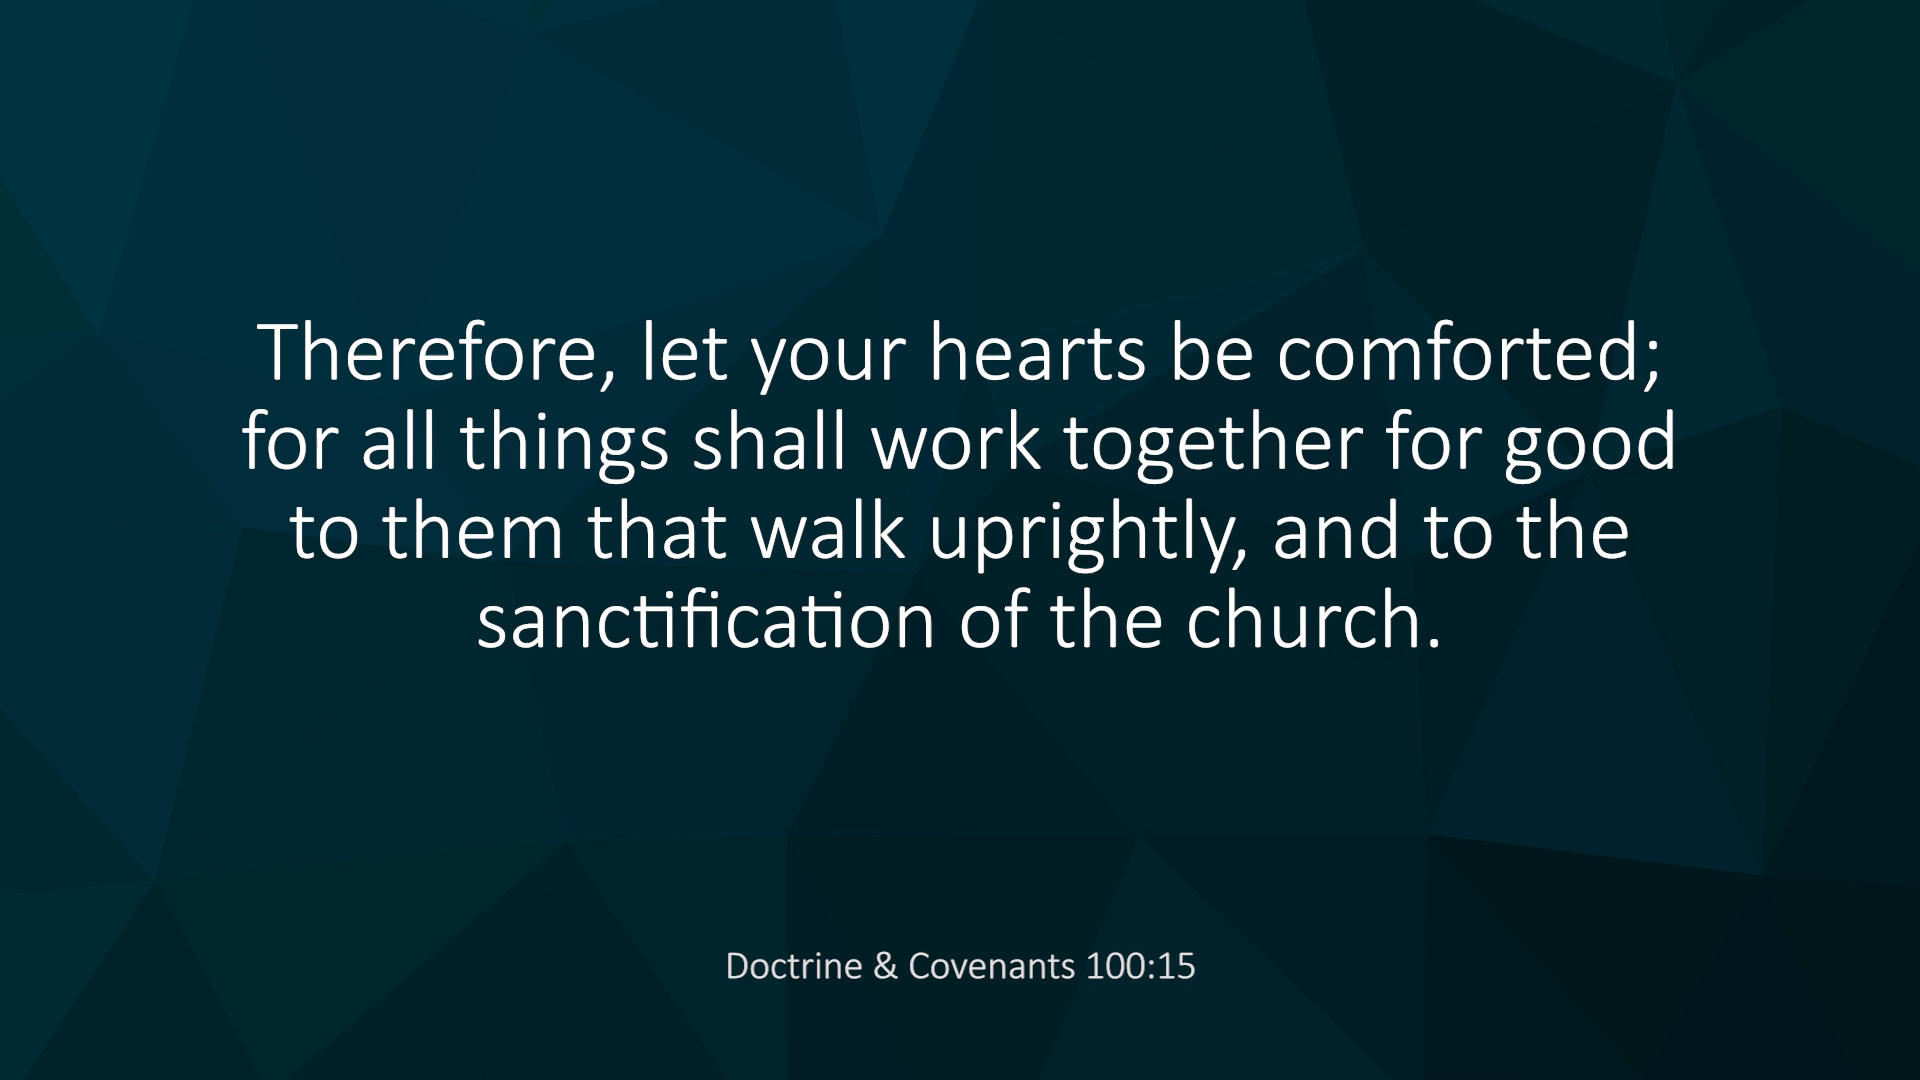 Therefore, let your hearts be comforted;
for all things shall work together for good
to them that walk uprightly, and to the
sanctification of the church.
Doctrine & Covenants 100:15